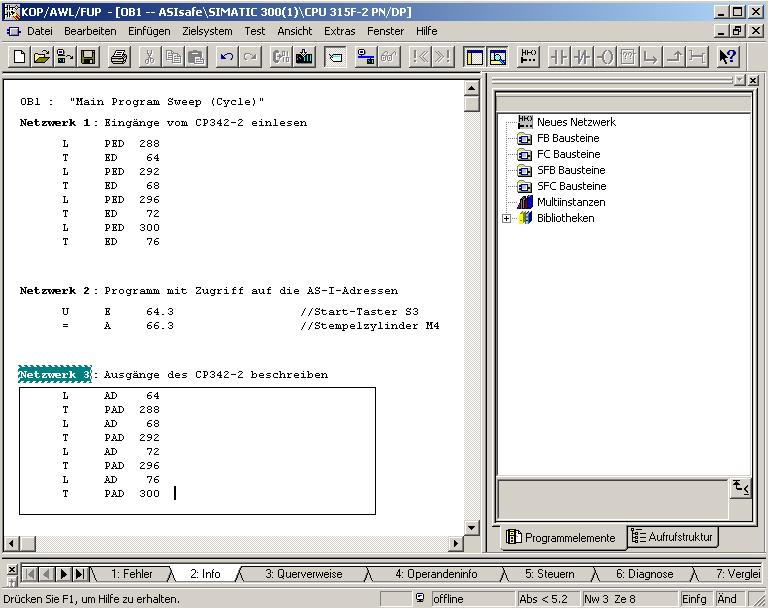 KOP/AWL/FUP - [OB1 -- ASIsafe\SIMATIC 300(1)\CPU 315F-2 PN/DP]
Datei Bearbeiten Einfügen Zielsystem Test Ansicht Extras Fenster Hilfe
OB1 : "Main Program Sweep (Cycle)"
Netzwerk 1: Eingänge vom CP342-2 einlesen
L PED 288
T ED 64
L PED 292
T ED 68
L PED 296
T ED 72
L PED 300
T ED 76
Netzwerk 2: Programm mit Zugriff auf die AS-I-Adressen
U E 64.3 //Start-Taster S3
= A 66.3 //Stempelzylinder M4
Netzwerk 3: Ausgänge des CP342-2 beschreiben
L AD 64
T PAD 288
L AD 68
T PAD 292
L AD 72
T PAD 296
L AD 76
T PAD 300
Neues Netzwerk
FB Bausteine
FC Bausteine
SFB Bausteine
SFC Bausteine
Multiinstanzen
Bibliotheken
Programmelemente Aufrufstruktur
1: Fehler 2: Info 3: Querverweise 4: Operandeninfo 5: Steuern 6: Diagnose 7: Verglei
Drücken Sie F1, um Hilfe zu erhalten. offline Abs < 5.2 Nw 3 Ze 8 Einfg Änd